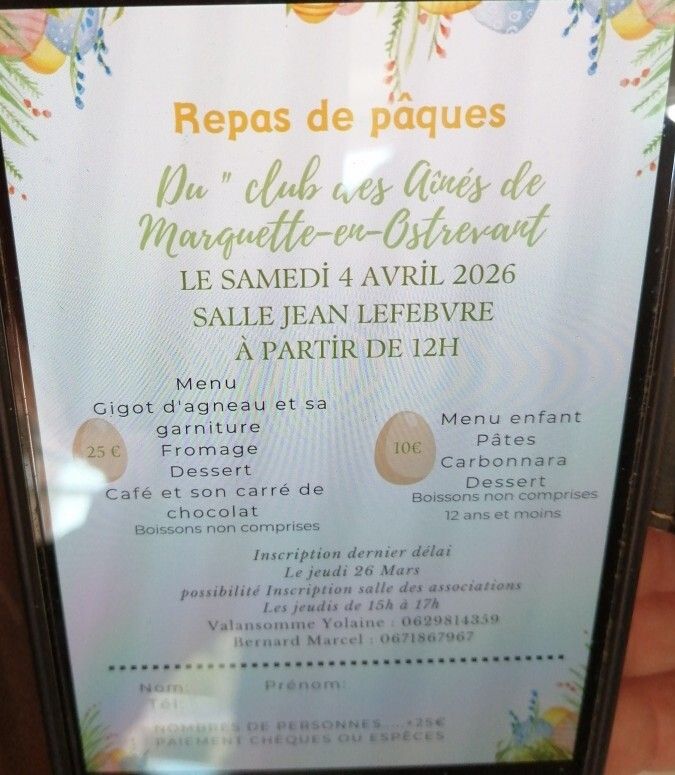 Repas de pâques
Du " club des Aînés de
Marquette-en-Ostrevant
LE SAMEDI 4 AVRIL 2026
SALLE JEAN LEFEBVRE
À PARTIR DE 12H
Menu
Gigot d'agneau et sa
garniture
25 €
Fromage
Dessert
Café et son carré de
chocolat
Boissons non comprises
10€
Menu enfant
Pâtes
Carbonnara
Dessert
Boissons non comprises
12 ans et moins
Inscription dernier délai
Le jeudi 26 Mars
possibilité Inscription salle des associations
Les jeudis de 15h à 17h
Valansomme Yolaine : 0629814359
Bernard Marcel : 0671867967
Nom: Prénom:
Tél:
NOMBRES DE PERSONNES.....*25€
PAIEMENT CHÈQUES OU ESPÈCES